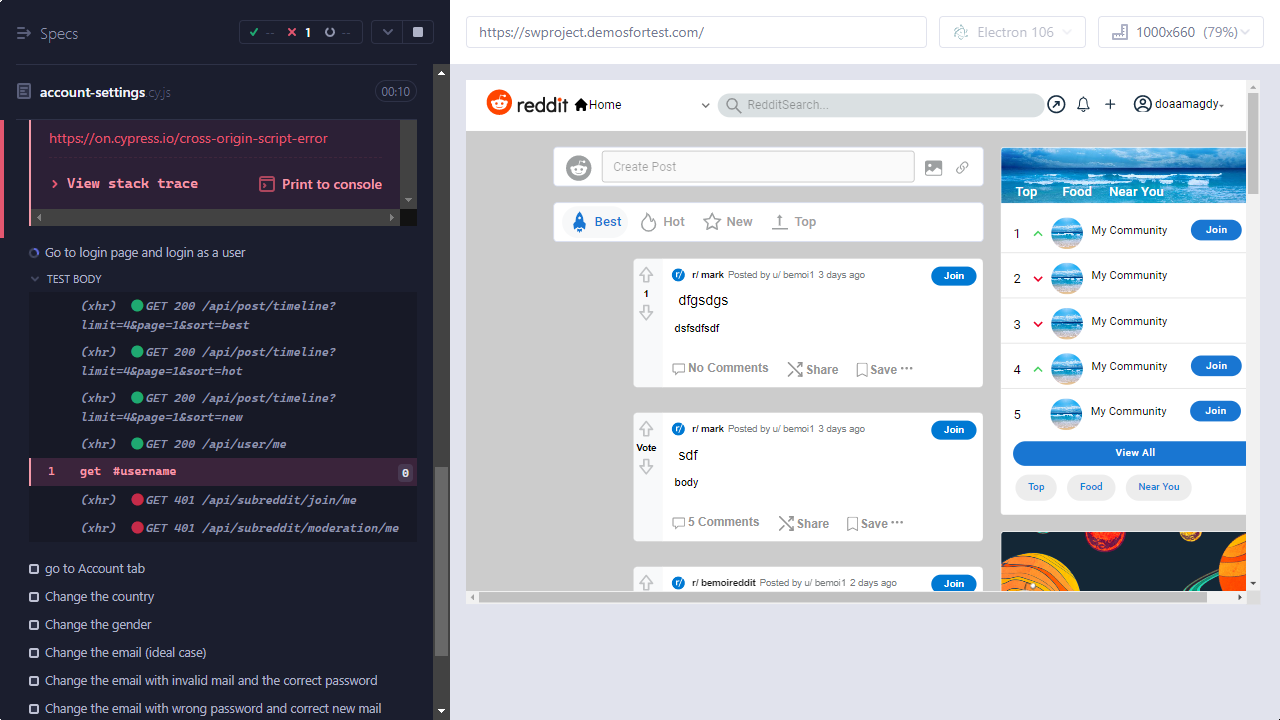 Specs
-- 1 --
account-settings.cy.js 00:10
https://on.cypress.io/cross-origin-script-error
View stack trace Print to console
Go to login page and login as a user
TEST BODY
(xhr) GET 200 /api/post/timeline?
limit=4&page=1&sort=best
(xhr) GET 200 /api/post/timeline?
limit=4&page=1&sort=hot
(xhr) GET 200 /api/post/timeline?
limit=4&page=1&sort=new
(xhr) GET 200 /api/user/me
1 get #username 0
(xhr) GET 401 /api/subreddit/join/me
(xhr) GET 401 /api/subreddit/moderation/me
go to Account tab
Change the country
Change the gender
Change the email (ideal case)
Change the email with invalid mail and the correct password
Change the email with wrong password and correct new mail
https://swproject.demosfortest.com/ Electron 106 1000x660 (79%)
reddit Home RedditSearch... doaamagdy
Create Post
Best Hot New Top
r/ r/ mark Posted by u/ bemoi1 3 days ago Join
1
dfgsdgs
dsfsdfsdf
No Comments Share Save ...
r/ r/ mark Posted by u/ bemoi1 3 days ago Join
Vote
sdf
body
5 Comments Share Save ...
r/ r/ bemoireddit Posted by u/ bemoi1 2 days ago Join
Top Food Near You
1 My Community Join
2 My Community
3 My Community
4 My Community Join
5 My Community Join
View All
Top Food Near You